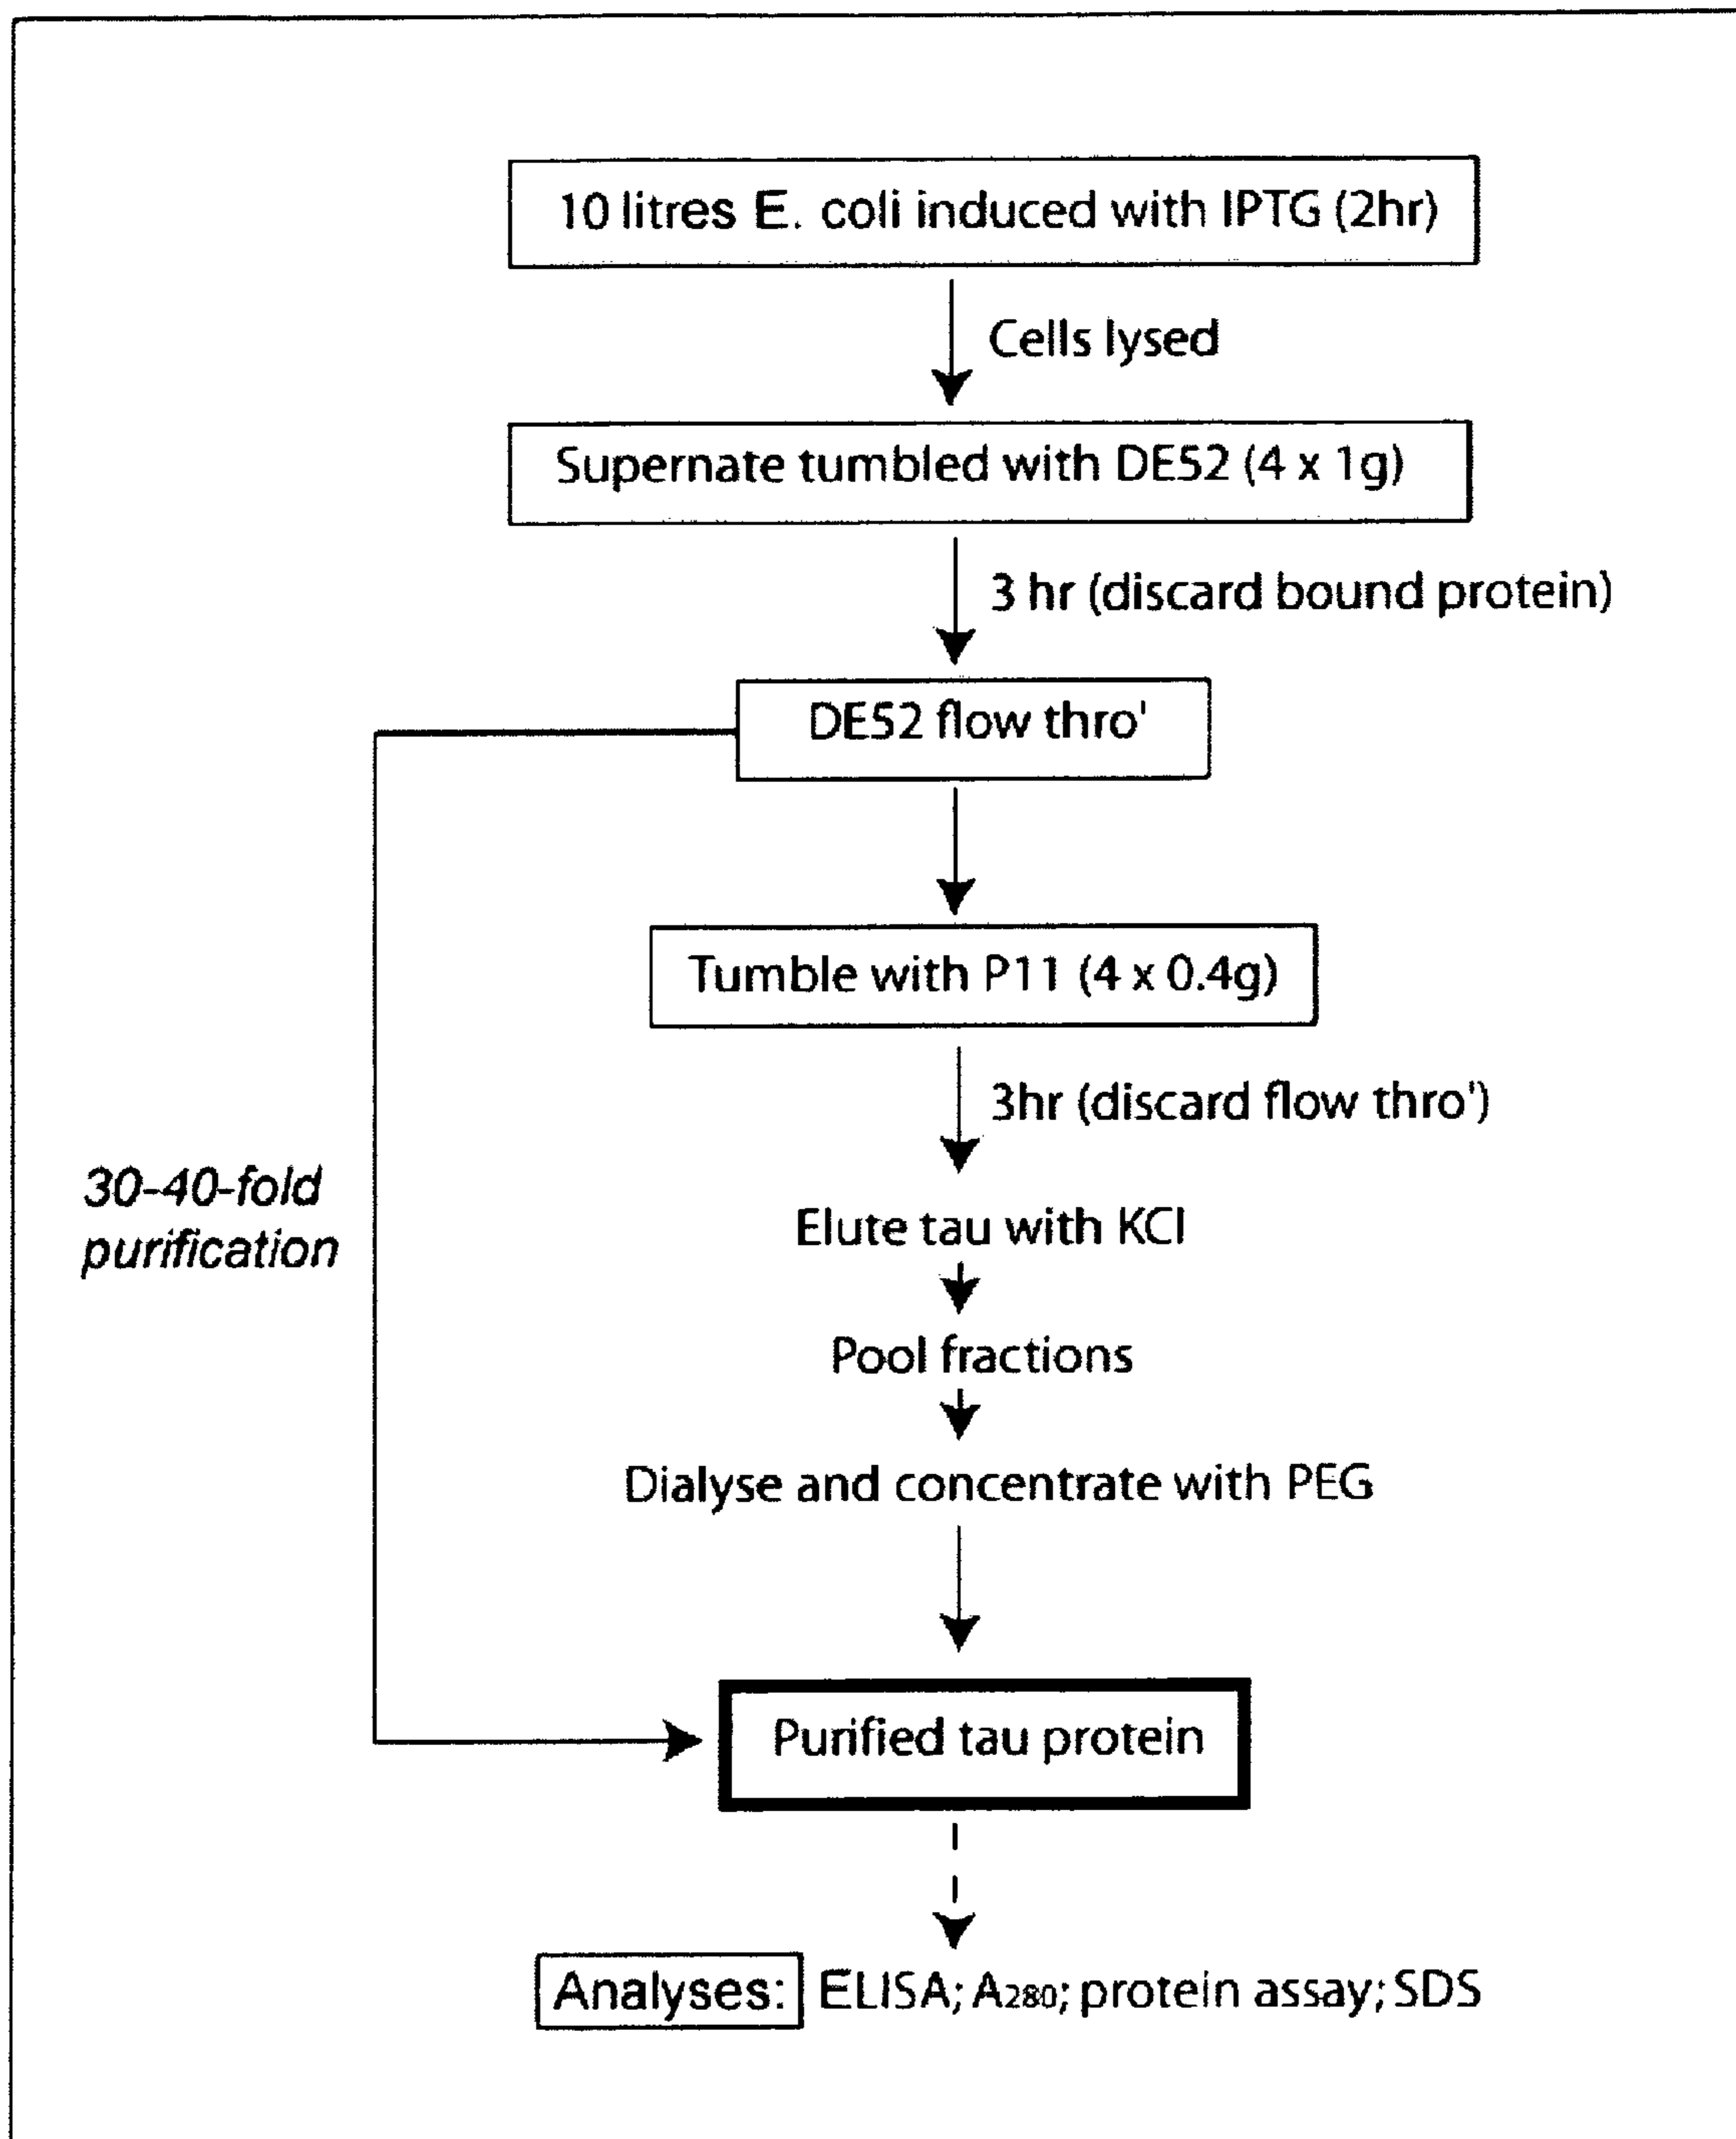 10 litres E. coli induced with IPTG (2hr)
Cells lysed
Supernate tumbled with DE52 (4 x 1g)
3 hr (discard bound protein)
DE52 flow thro'
Tumble with P11 (4 x 0.4g)
3hr (discard flow thro')
30-40-fold
purification
Elute tau with KCl
Pool fractions
Dialyse and concentrate with PEG
Purified tau protein
Analyses: ELISA; A280; protein assay; SDS